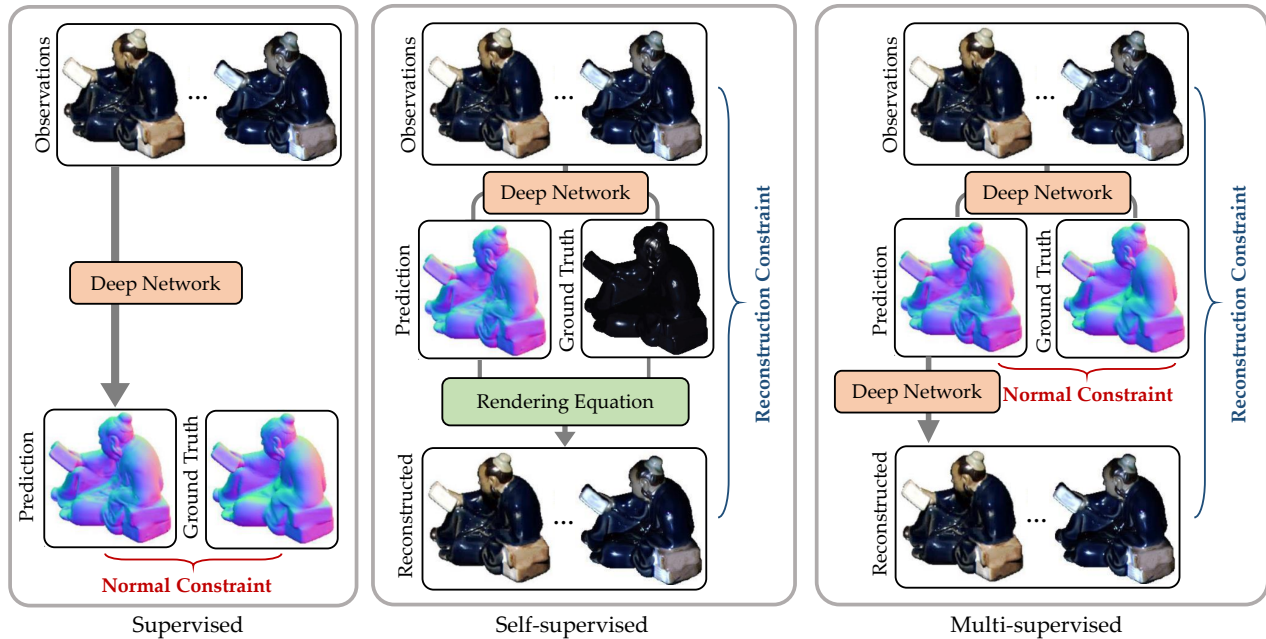 Observations
...
Deep Network
Prediction
Ground Truth
Normal Constraint
Supervised
Observations
...
Deep Network
Prediction
Ground Truth
Rendering Equation
Reconstructed
...
Reconstruction Constraint
Self-supervised
Observations
...
Deep Network
Prediction
Ground Truth
Normal Constraint
Deep Network
Reconstructed
...
Reconstruction Constraint
Multi-supervised